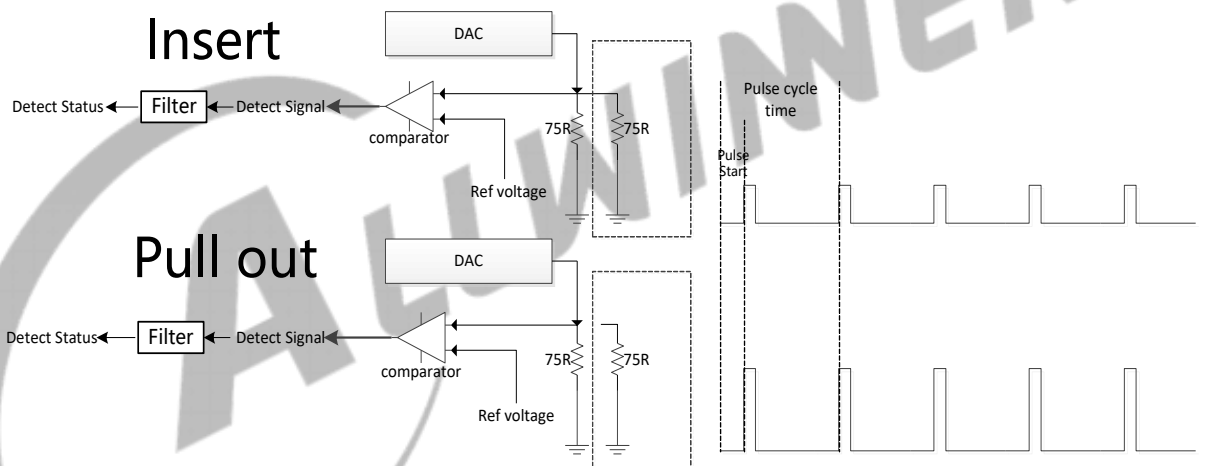 Insert
DAC
Detect Status
Filter
Detect Signal
comparator
75R
75R
Ref voltage
Pulse cycle
time
Pulse
Start
Pull out
DAC
Detect Status
Filter
Detect Signal
comparator
75R
75R
Ref voltage
ALLWINNER